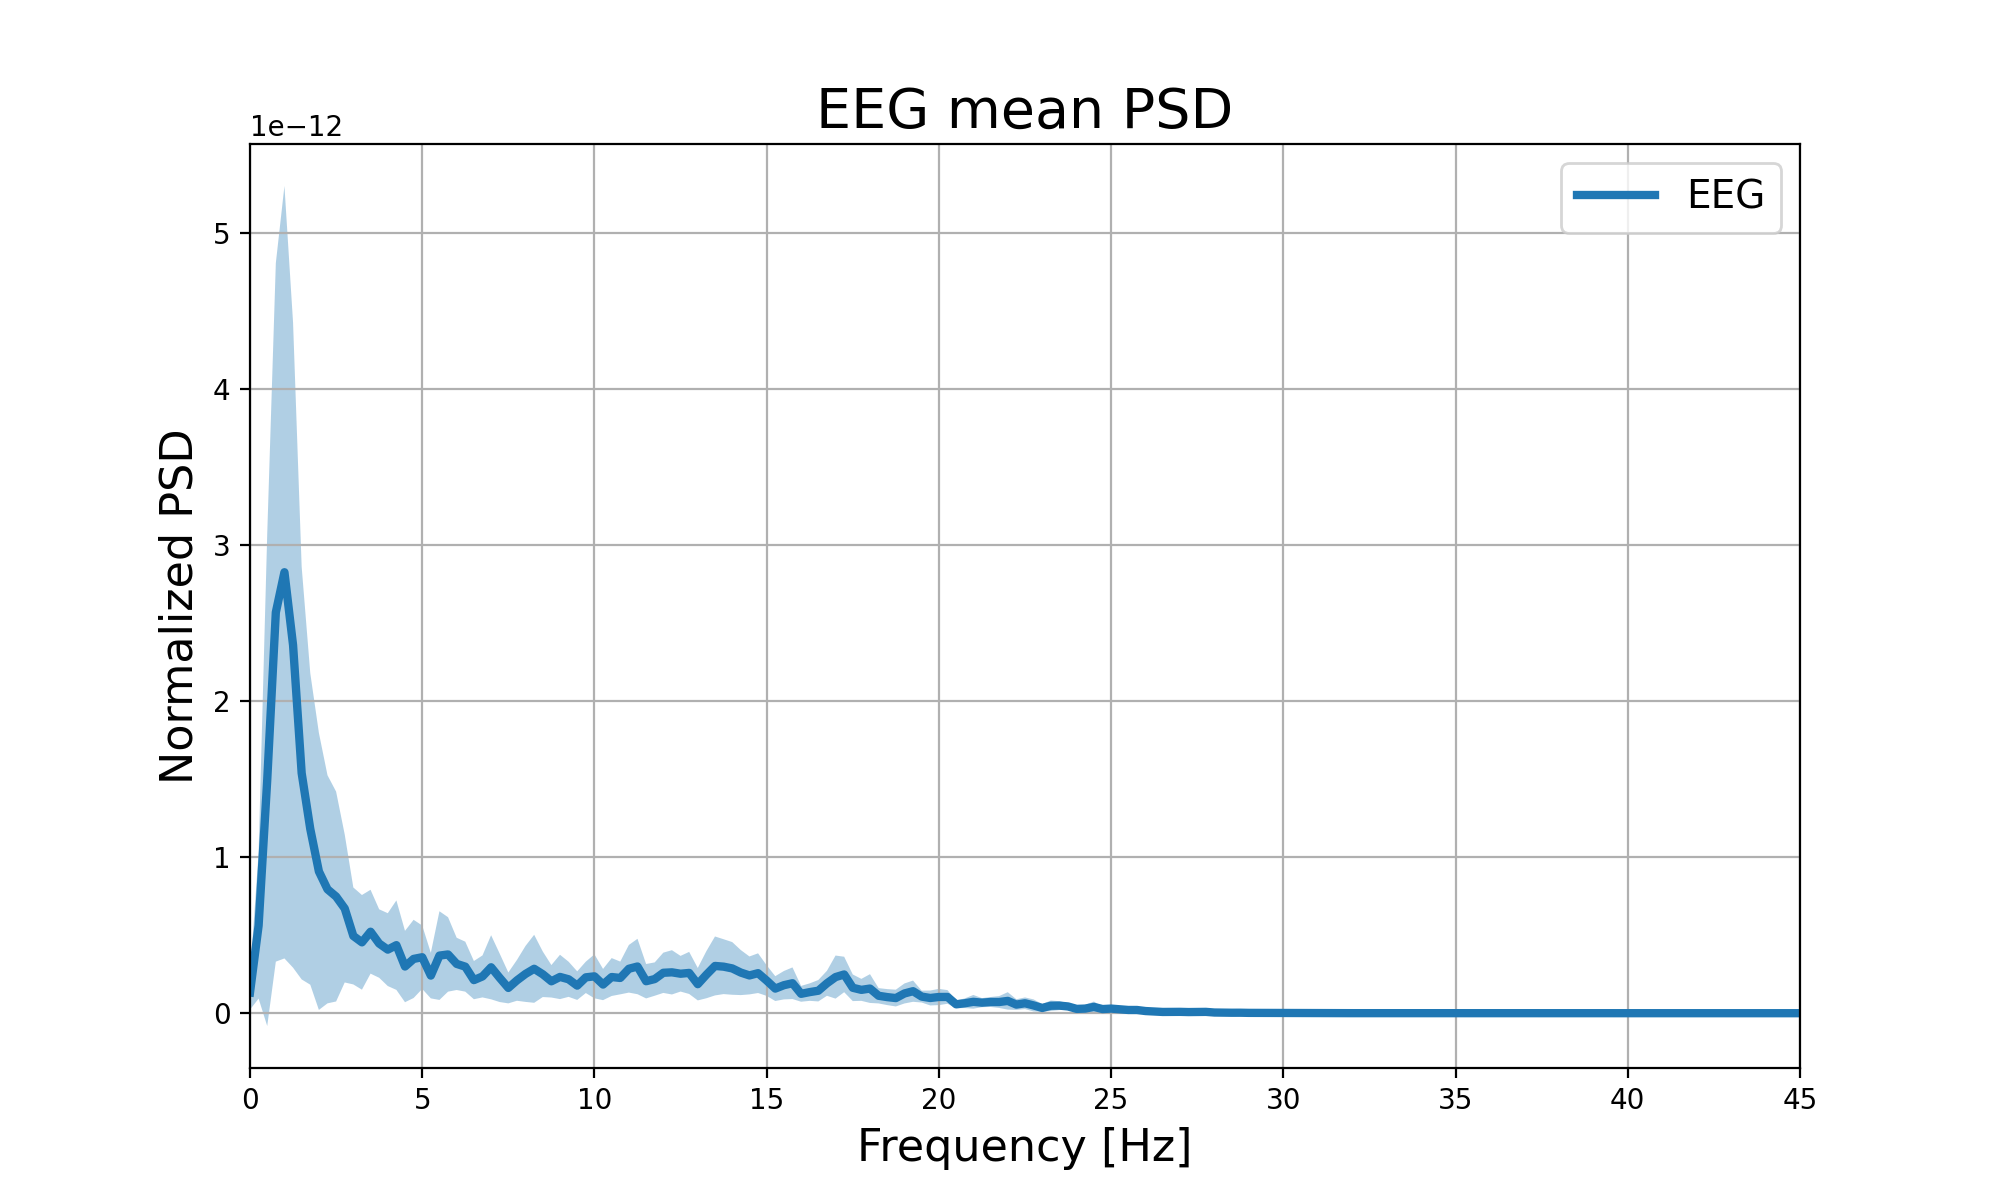 EEG mean PSD
1e−12
EEG
5
4
3
2
1
0
Normalized PSD
0 5 10 15 20 25 30 35 40 45
Frequency [Hz]